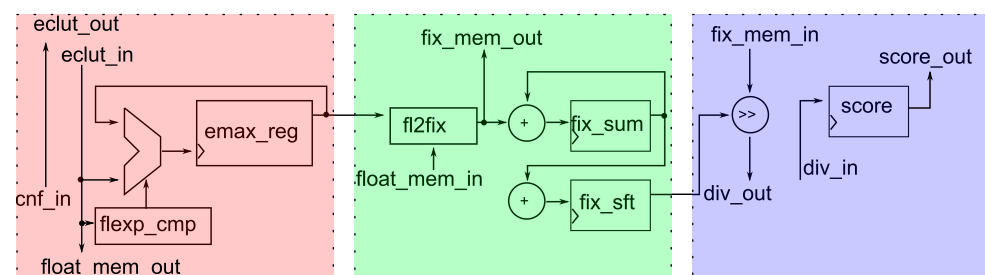 eclut_out
eclut_in
emax_reg
cnf_in
flexp_cmp
float_mem_out
fix_mem_out
fl2fix
+
fix_sum
float_mem_in
+
fix_sft
fix_mem_in
score_out
>>
score
div_in
div_out